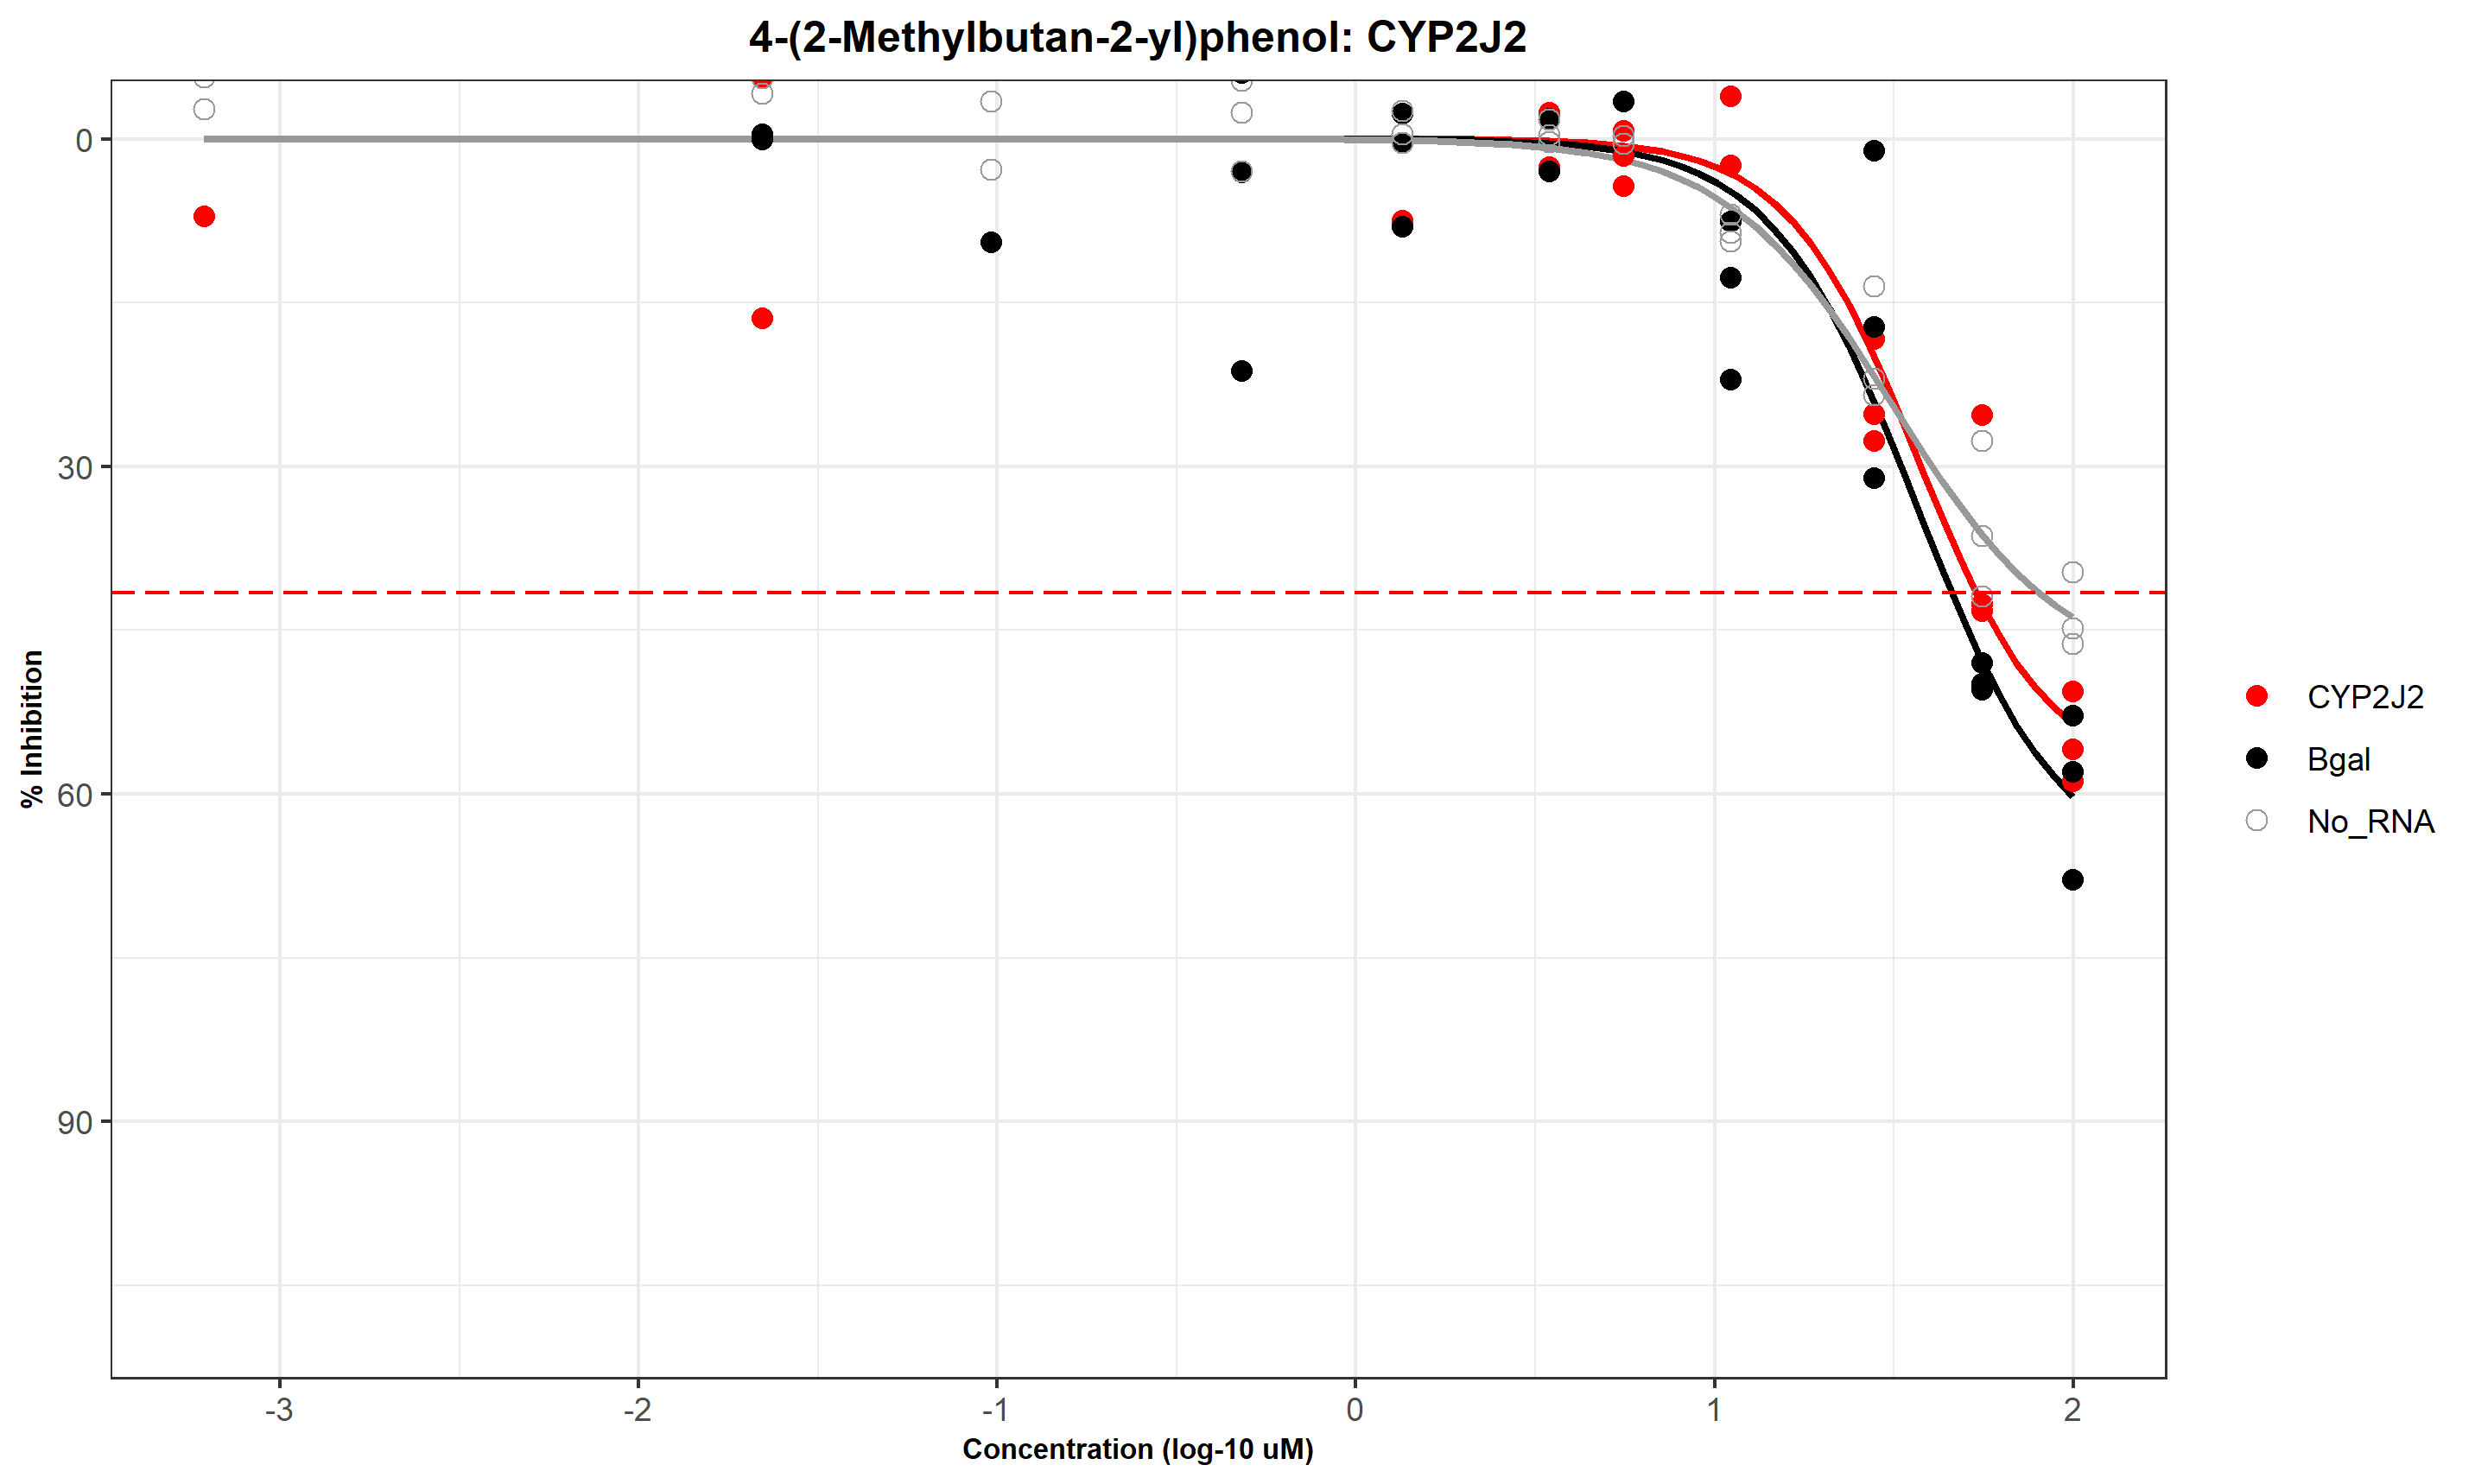 4-(2-Methylbutan-2-yl)phenol: CYP2J2
% Inhibition
0
30
60
90
-3
-2
-1
0
1
2
Concentration (log-10 uM)
CYP2J2
Bgal
No_RNA